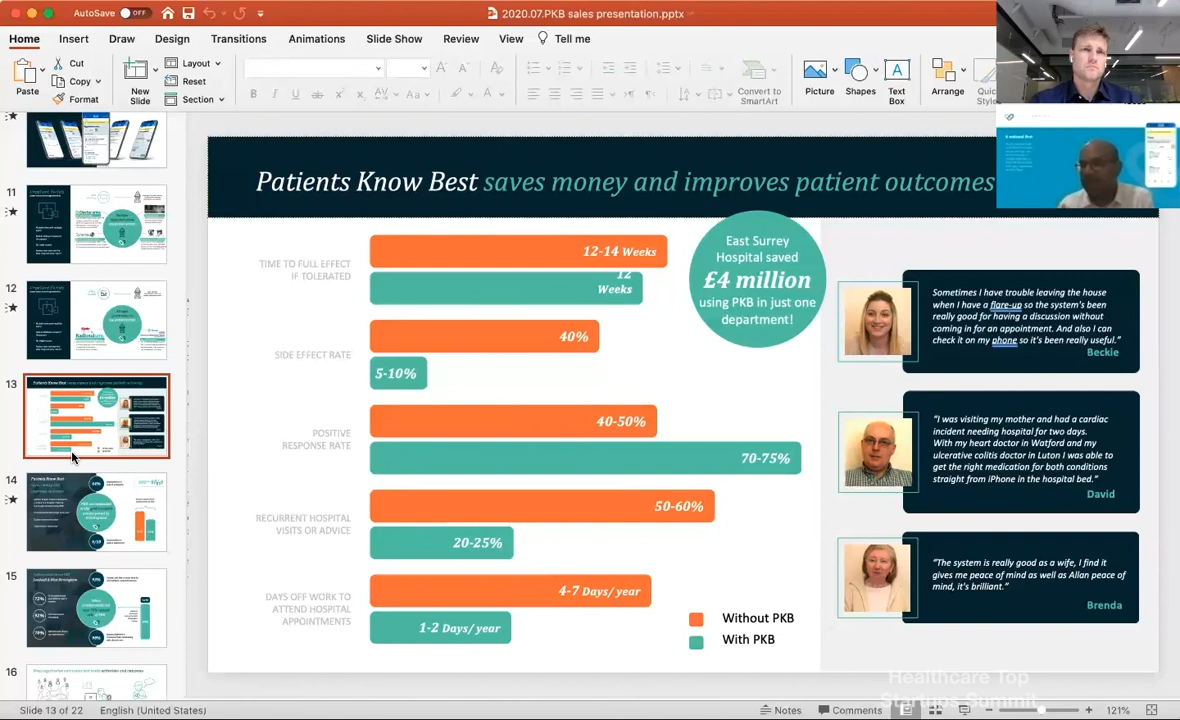 AutoSave OFF
2020.07.PKB sales presentation.pptx
Home Insert Draw Design Transitions Animations Slide Show Review View Tell me
Paste
Cut
Copy
Format
New Slide
Layout
Reset
Section
Convert to SmartArt
Picture
Shapes
Text Box
Arrange
Quick
11
12
13
14
15
16
Patients Know Best saves money and improves patient outcomes
TIME TO FULL EFFECT
IF TOLERATED
12-14 Weeks
12
Weeks
SIDE EFFECT RATE
40%
5-10%
POSITIVE
RESPONSE RATE
40-50%
70-75%
RECURRENT HOSPITAL
VISITS OR ADVICE
50-60%
20-25%
DAYS OFF WORK TO
ATTEND HOSPITAL
APPOINTMENTS
4-7 Days/ year
1-2 Days/ year
East Surrey
Hospital saved
£4 million
using PKB in just one
department!
Without PKB
With PKB
Sometimes I have trouble leaving the house
when I have a flare-up so the system's been
really good for having a discussion without
coming in for an appointment. And also I can
check it on my phone so it's been really useful."
Beckie
"I was visiting my mother and had a cardiac
incident needing hospital for two days.
With my heart doctor in Watford and my
ulcerative colitis doctor in Luton I was able to
get the right medication for both conditions
straight from iPhone in the hospital bed."
David
"The system is really good as a wife, I find it
gives me peace of mind as well as Allan peace of
mind, it's brilliant."
Brenda
Healthcare Top
Startups Summit
Slide 13 of 22
English (United States)
Notes
Comments
121%